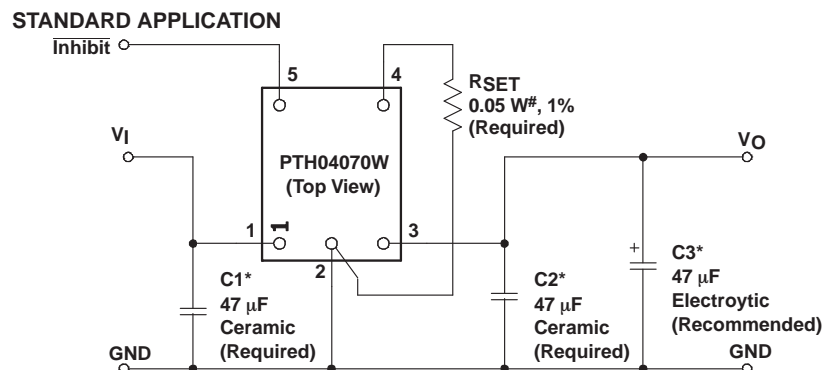 STANDARD APPLICATION
Inhibit
5
4
RSET
0.05 W#, 1%
(Required)
VI
VO
PTH04070W
(Top View)
1
1
3
2
C1*
47 μF
Ceramic
(Required)
C2*
47 μF
Ceramic
(Required)
+
C3*
47 μF
Electroytic
(Recommended)
GND
GND